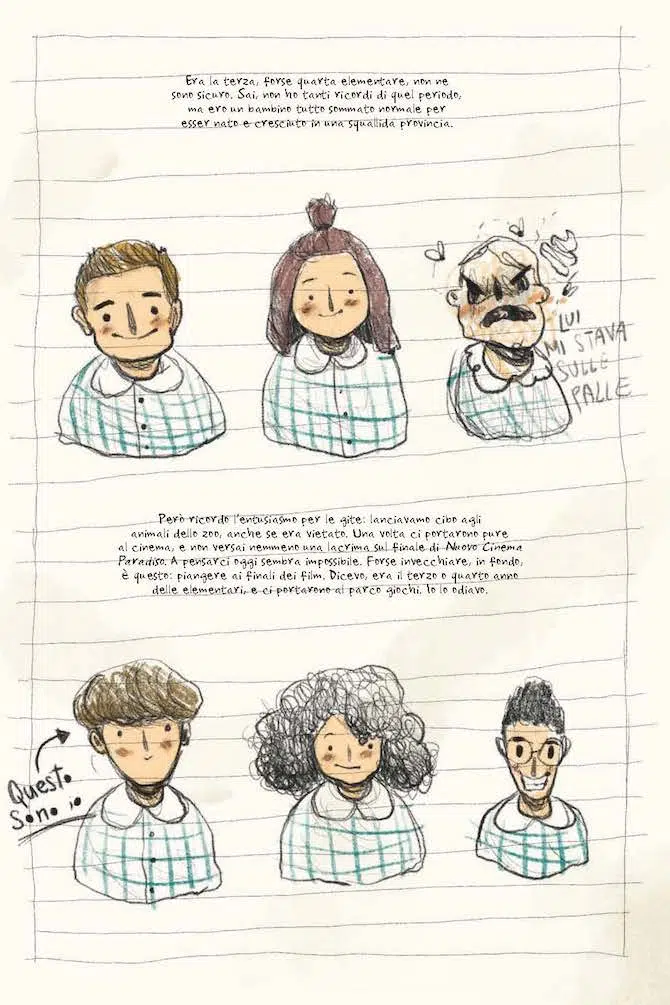 Era la terza, forse quarta elementare, non ne
sono sicuro. Sai, non ho tanti ricordi di quel periodo,
ma ero un bambino tutto sommato normale per
esser nato e cresciuto in una squallida provincia.
LUI
MI STAVA
SULLE
PALLE
Però ricordo l'entusiasmo per le gite: lanciavamo cibo agli
animali dello zoo, anche se era vietato. Una volta ci portarono pure
al cinema, e non versai nemmeno una lacrima sul finale di Nuovo Cinema
Paradiso. A pensarci oggi sembra impossibile. Forse invecchiare, in fondo,
è questo: piangere ai finali dei film. Dicevo, era il terzo o quarto anno
delle elementari, e ci portarono al parco giochi. Io lo odiavo.
Questo
Sono io